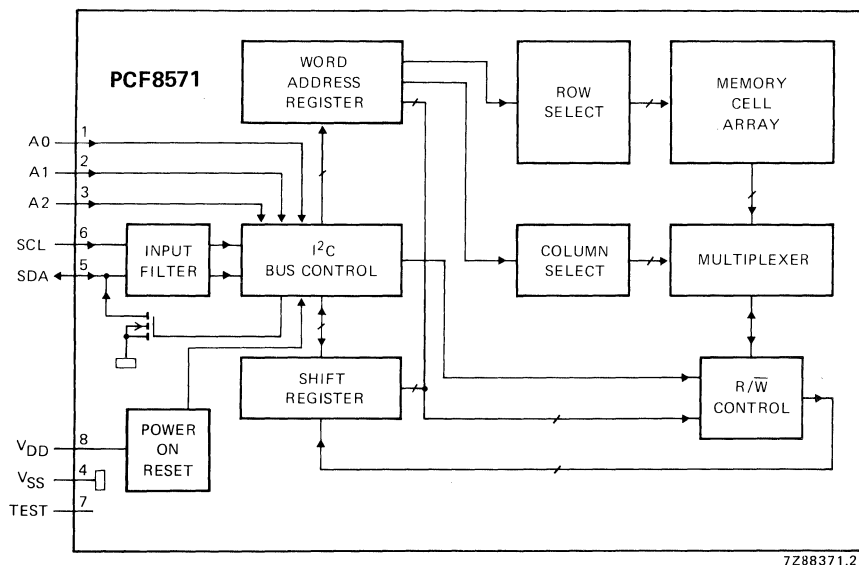 PCF8571
WORD
ADDRESS
REGISTER
ROW
SELECT
MEMORY
CELL
ARRAY
A0
1
A1
2
A2
3
SCL
6
SDA
5
INPUT
FILTER
I²C
BUS CONTROL
COLUMN
SELECT
MULTIPLEXER
SHIFT
REGISTER
R/W̅
CONTROL
POWER
ON
RESET
VDD
8
VSS
4
TEST
7
7Z88371.2